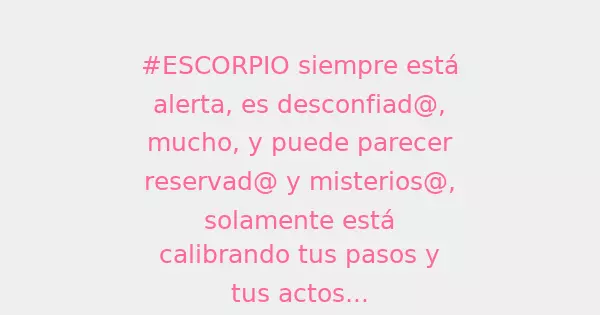 #ESCORPIO siempre está
alerta, es desconfiad@,
mucho, y puede parecer
reservad@ y misterios@,
solamente está
calibrando tus pasos y
tus actos...